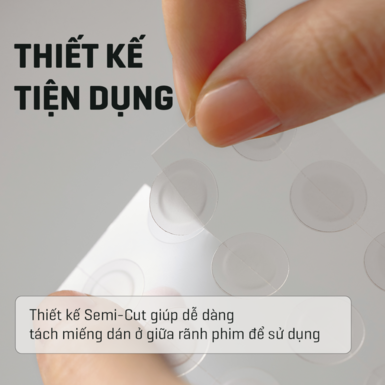 THIẾT KẾ
TIỆN DỤNG
Thiết kế Semi-Cut giúp dễ dàng
tách miếng dán ở giữa rãnh phim để sử dụng